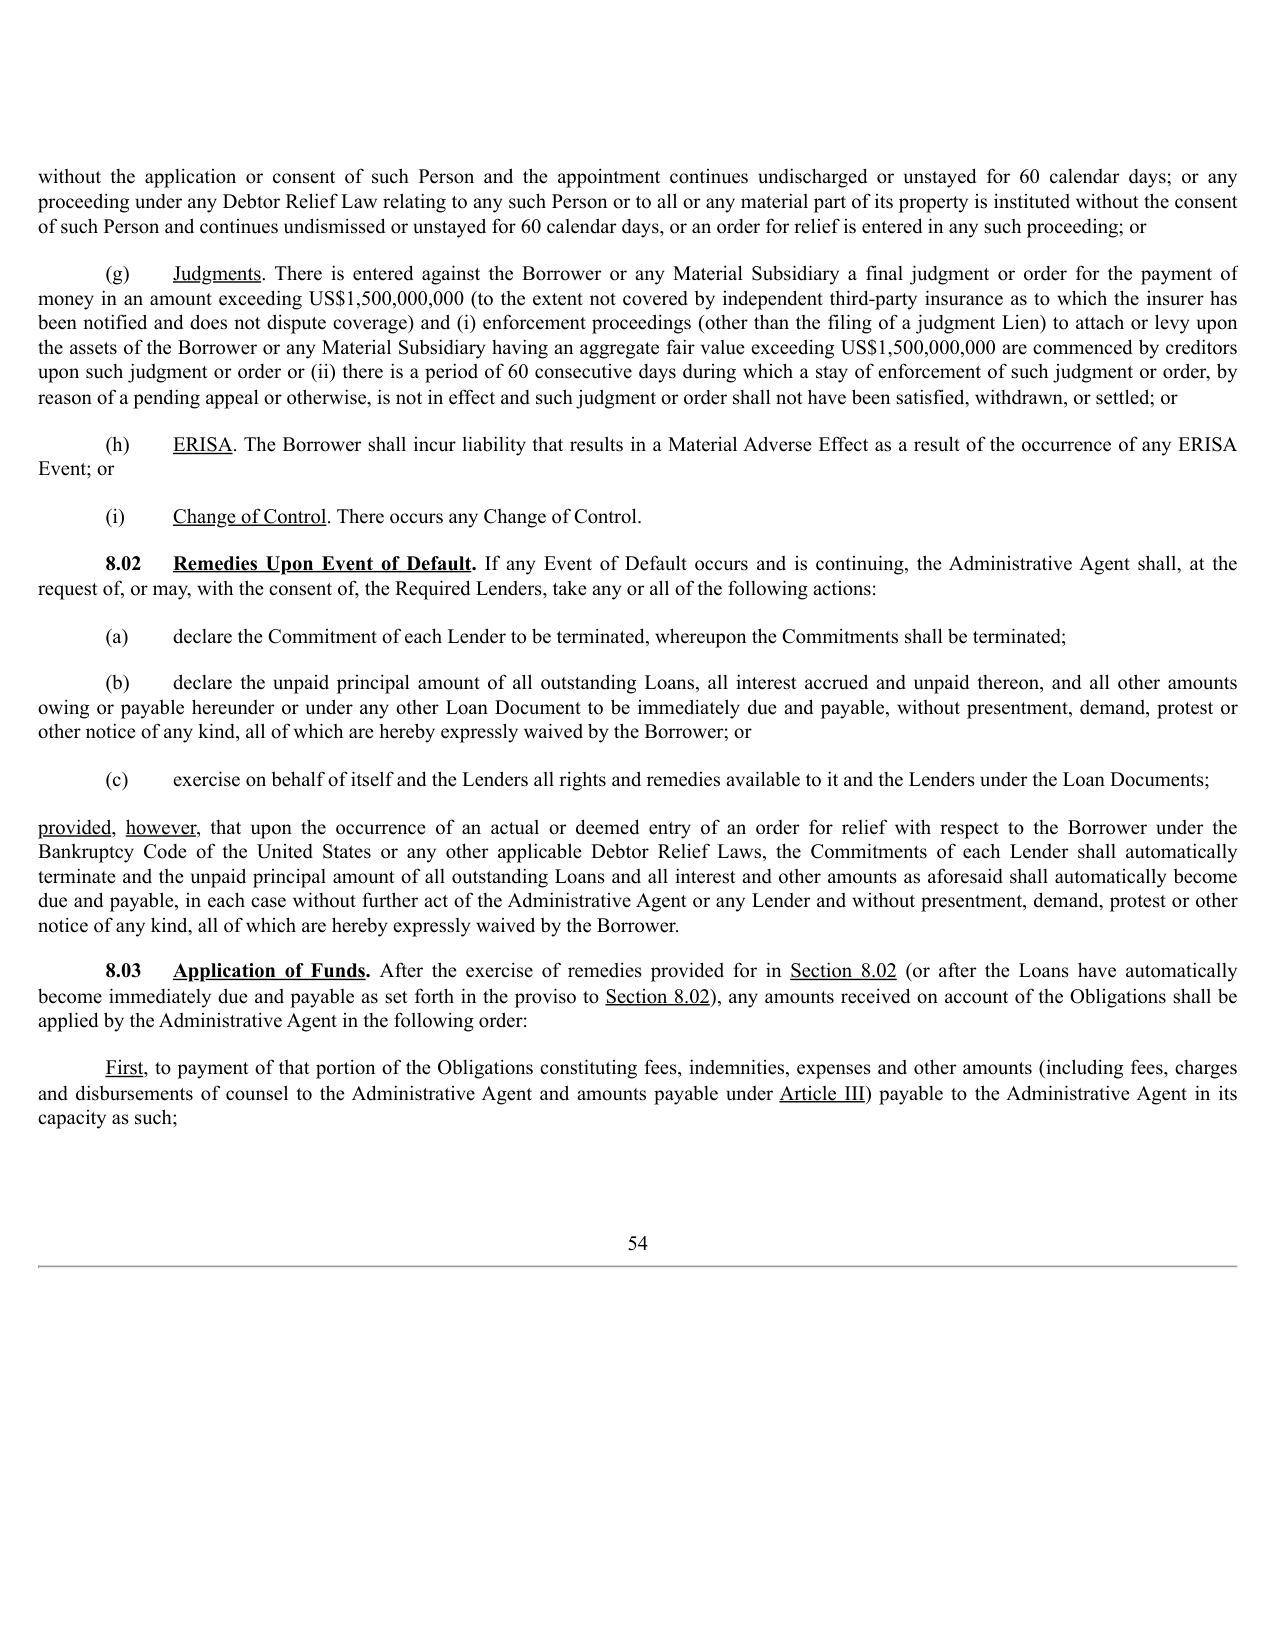 without the application or consent of such Person and the appointment continues undischarged or unstayed for 60 calendar days; or any
proceeding under any Debtor Relief Law relating to any such Person or to all or any material part of its property is instituted without the consent
of such Person and continues undismissed or unstayed for 60 calendar days, or an order for relief is entered in any such proceeding; or
(g) Judgments. There is entered against the Borrower or any Material Subsidiary a final judgment or order for the payment of
money in an amount exceeding US$1,500,000,000 (to the extent not covered by independent third-party insurance as to which the insurer has
been notified and does not dispute coverage) and (i) enforcement proceedings (other than the filing of a judgment Lien) to attach or levy upon
the assets of the Borrower or any Material Subsidiary having an aggregate fair value exceeding US$1,500,000,000 are commenced by creditors
upon such judgment or order or (ii) there is a period of 60 consecutive days during which a stay of enforcement of such judgment or order, by
reason of a pending appeal or otherwise, is not in effect and such judgment or order shall not have been satisfied, withdrawn, or settled; or
(h) ERISA. The Borrower shall incur liability that results in a Material Adverse Effect as a result of the occurrence of any ERISA
Event; or
(i) Change of Control. There occurs any Change of Control.
8.02 Remedies Upon Event of Default. If any Event of Default occurs and is continuing, the Administrative Agent shall, at the
request of, or may, with the consent of, the Required Lenders, take any or all of the following actions:
(a) declare the Commitment of each Lender to be terminated, whereupon the Commitments shall be terminated;
(b) declare the unpaid principal amount of all outstanding Loans, all interest accrued and unpaid thereon, and all other amounts
owing or payable hereunder or under any other Loan Document to be immediately due and payable, without presentment, demand, protest or
other notice of any kind, all of which are hereby expressly waived by the Borrower; or
(c) exercise on behalf of itself and the Lenders all rights and remedies available to it and the Lenders under the Loan Documents;
provided, however, that upon the occurrence of an actual or deemed entry of an order for relief with respect to the Borrower under the
Bankruptcy Code of the United States or any other applicable Debtor Relief Laws, the Commitments of each Lender shall automatically
terminate and the unpaid principal amount of all outstanding Loans and all interest and other amounts as aforesaid shall automatically become
due and payable, in each case without further act of the Administrative Agent or any Lender and without presentment, demand, protest or other
notice of any kind, all of which are hereby expressly waived by the Borrower.
8.03 Application of Funds. After the exercise of remedies provided for in Section 8.02 (or after the Loans have automatically
become immediately due and payable as set forth in the proviso to Section 8.02), any amounts received on account of the Obligations shall be
applied by the Administrative Agent in the following order:
First, to payment of that portion of the Obligations constituting fees, indemnities, expenses and other amounts (including fees, charges
and disbursements of counsel to the Administrative Agent and amounts payable under Article III) payable to the Administrative Agent in its
capacity as such;
54